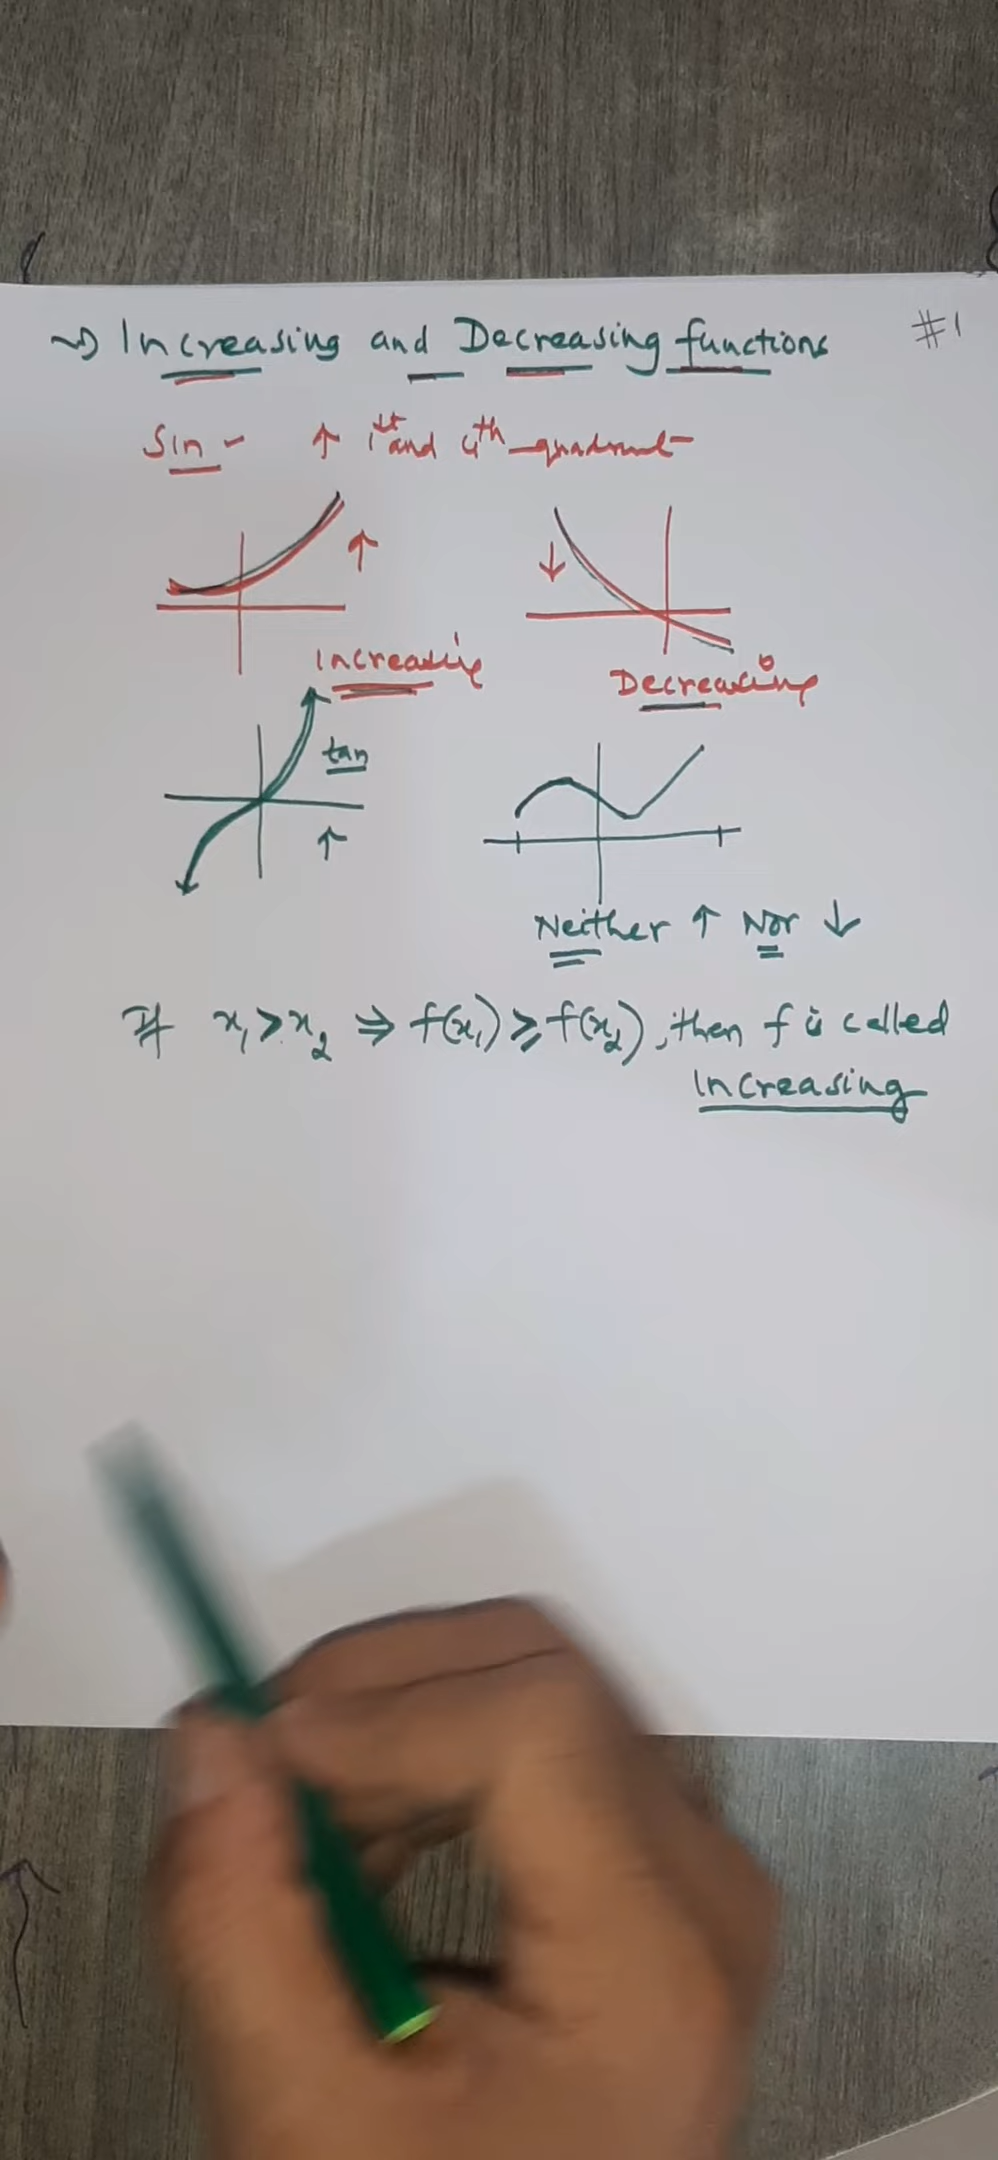 ~> Increasing and Decreasing functions #1
Sin - ↑ 1st and 4th quadrant
↑ ↓
Increasing Decreasing
tan
↑
Neither ↑ Nor ↓
If x₁ > x₂ ⇒ f(x₁) ≥ f(x₂), then f is called
Increasing